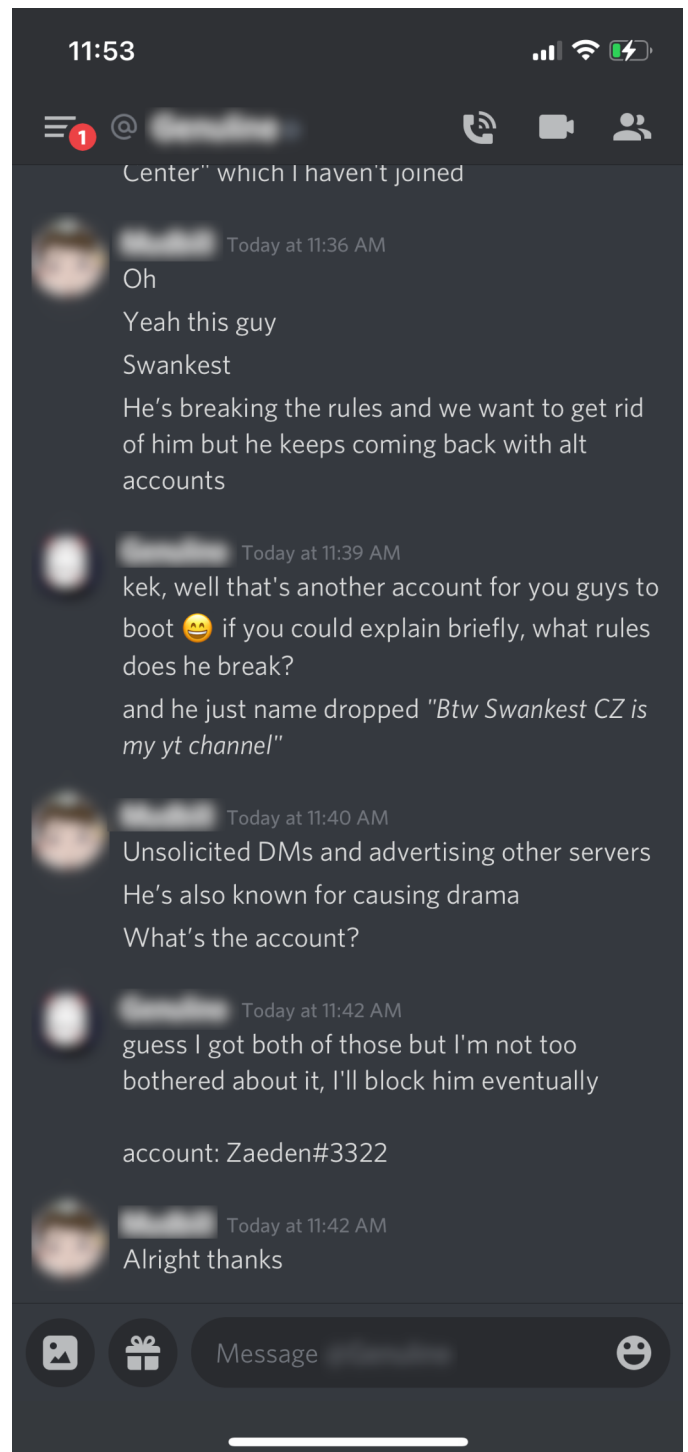 11:53
1
@
Center" which I haven't joined
Today at 11:36 AM
Oh
Yeah this guy
Swankest
He’s breaking the rules and we want to get rid
of him but he keeps coming back with alt
accounts
Today at 11:39 AM
kek, well that's another account for you guys to
boot 😄 if you could explain briefly, what rules
does he break?
and he just name dropped "Btw Swankest CZ is
my yt channel"
Today at 11:40 AM
Unsolicited DMs and advertising other servers
He’s also known for causing drama
What’s the account?
Today at 11:42 AM
guess I got both of those but I'm not too
bothered about it, I'll block him eventually
account: Zaeden#3322
Today at 11:42 AM
Alright thanks
Message